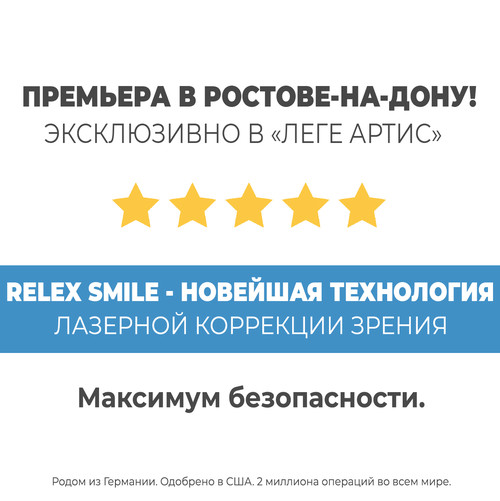 ПРЕМЬЕРА В РОСТОВЕ-НА-ДОНУ!
ЭКСКЛЮЗИВНО В «ЛЕГЕ АРТИС»
RELEX SMILE - НОВЕЙШАЯ ТЕХНОЛОГИЯ
ЛАЗЕРНОЙ КОРРЕКЦИИ ЗРЕНИЯ
Максимум безопасности.
Родом из Германии. Одобрено в США. 2 миллиона операций во всем мире.